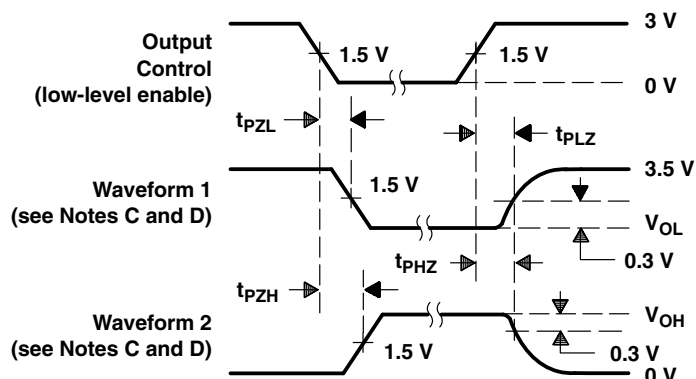 3 V
Output
Control
(low-level enable)
1.5 V
1.5 V
0 V
tPZL
tPLZ
Waveform 1
(see Notes C and D)
3.5 V
1.5 V
VOL
0.3 V
tPHZ
tPZH
Waveform 2
(see Notes C and D)
VOH
1.5 V
0.3 V
0 V